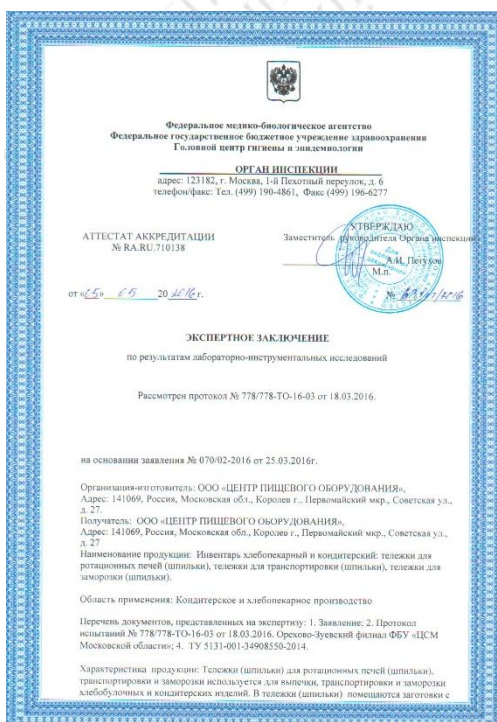 Федеральное медико-биологическое агентство
Федеральное государственное бюджетное учреждение здравоохранения
Головной центр гигиены и эпидемиологии
ОРГАН ИНСПЕКЦИИ
адрес: 123182, г. Москва, 1-й Пехотный переулок, д. 6
телефон/факс: Тел. (499) 190-4861, Факс (499) 196-6277
АТТЕСТАТ АККРЕДИТАЦИИ
№ RA.RU.710138
УТВЕРЖДАЮ
Заместитель руководителя Органа инспекции
А.И. Петухов
М.п.
от «05» 05 2016 г.
№
ЭКСПЕРТНОЕ ЗАКЛЮЧЕНИЕ
по результатам лабораторно-инструментальных исследований
Рассмотрен протокол № 778/778-ТО-16-03 от 18.03.2016.
на основании заявления № 070/02-2016 от 25.03.2016г.
Организация-изготовитель: ООО «ЦЕНТР ПИЩЕВОГО ОБОРУДОВАНИЯ»,
Адрес: 141069, Россия, Московская обл., Королев г., Первомайский мкр., Советская ул.,
д. 27.
Получатель: ООО «ЦЕНТР ПИЩЕВОГО ОБОРУДОВАНИЯ»,
Адрес: 141069, Россия, Московская обл., Королев г., Первомайский мкр., Советская ул.,
д. 27
Наименование продукции: Инвентарь хлебопекарный и кондитерский: тележки для
ротационных печей (шпильки), тележки для транспортировки (шпильки), тележки для
заморозки (шпильки).
Область применения: Кондитерское и хлебопекарное производство
Перечень документов, представленных на экспертизу: 1. Заявление; 2. Протокол
испытаний № 778/778-ТО-16-03 от 18.03.2016. Орехово-Зуевский филиал ФБУ «ЦСМ
Московской области»; 4. ТУ 5131-001-34908550-2014.
Характеристика продукции: Тележки (шпильки) для ротационных печей (шпильки),
транспортировки и заморозки используется для выпечки, транспортировки и заморозки
хлебобулочных и кондитерских изделий. В тележки (шпильки) помещаются заготовки с